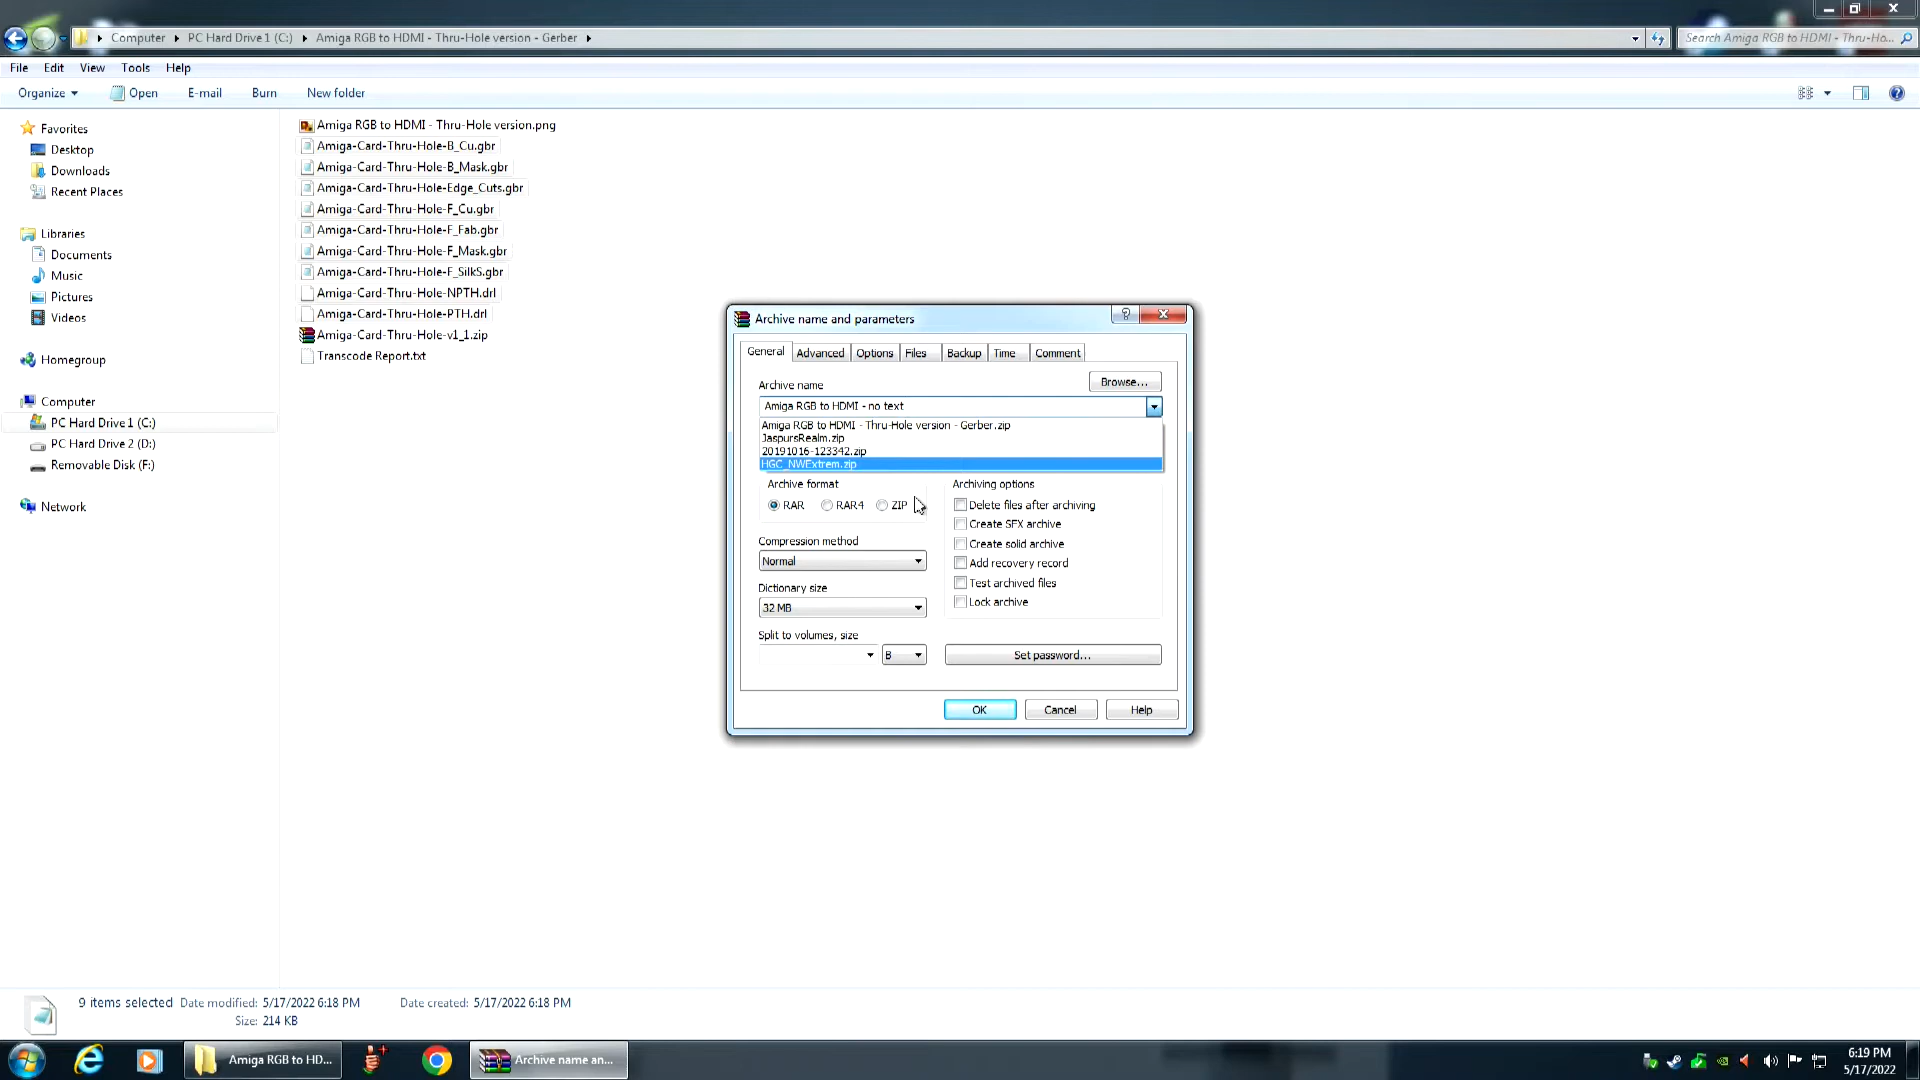 Computer
PC Hard Drive 1 (C:)
Amiga RGB to HDMI - Thru-Hole version - Gerber
Search Amiga RGB to HDMI - Thru-Ho...
File Edit View Tools Help
Organize Open E-mail Burn New folder
Favorites
Desktop
Downloads
Recent Places
Libraries
Documents
Music
Pictures
Videos
Homegroup
Computer
PC Hard Drive 1 (C:)
PC Hard Drive 2 (D:)
Removable Disk (F:)
Network
Amiga RGB to HDMI - Thru-Hole version.png
Amiga-Card-Thru-Hole-B_Cu.gbr
Amiga-Card-Thru-Hole-B_Mask.gbr
Amiga-Card-Thru-Hole-Edge_Cuts.gbr
Amiga-Card-Thru-Hole-F_Cu.gbr
Amiga-Card-Thru-Hole-F_Fab.gbr
Amiga-Card-Thru-Hole-F_Mask.gbr
Amiga-Card-Thru-Hole-F_SilkS.gbr
Amiga-Card-Thru-Hole-NPTH.drl
Amiga-Card-Thru-Hole-PTH.drl
Amiga-Card-Thru-Hole-v1_1.zip
Transcode Report.txt
Archive name and parameters
General Advanced Options Files Backup Time Comment
Archive name
Browse...
Amiga RGB to HDMI - no text
Amiga RGB to HDMI - Thru-Hole version - Gerber.zip
JaspursRealm.zip
20191016-123342.zip
HGC_NWExtrem.zip
Archive format
RAR RAR4 ZIP
Compression method
Normal
Dictionary size
32 MB
Split to volumes, size
B
Archiving options
Delete files after archiving
Create SFX archive
Create solid archive
Add recovery record
Test archived files
Lock archive
Set password...
OK Cancel Help
9 items selected Date modified: 5/17/2022 6:18 PM Date created: 5/17/2022 6:18 PM
Size: 214 KB
Amiga RGB to HD...
Archive name an...
6:19 PM
5/17/2022